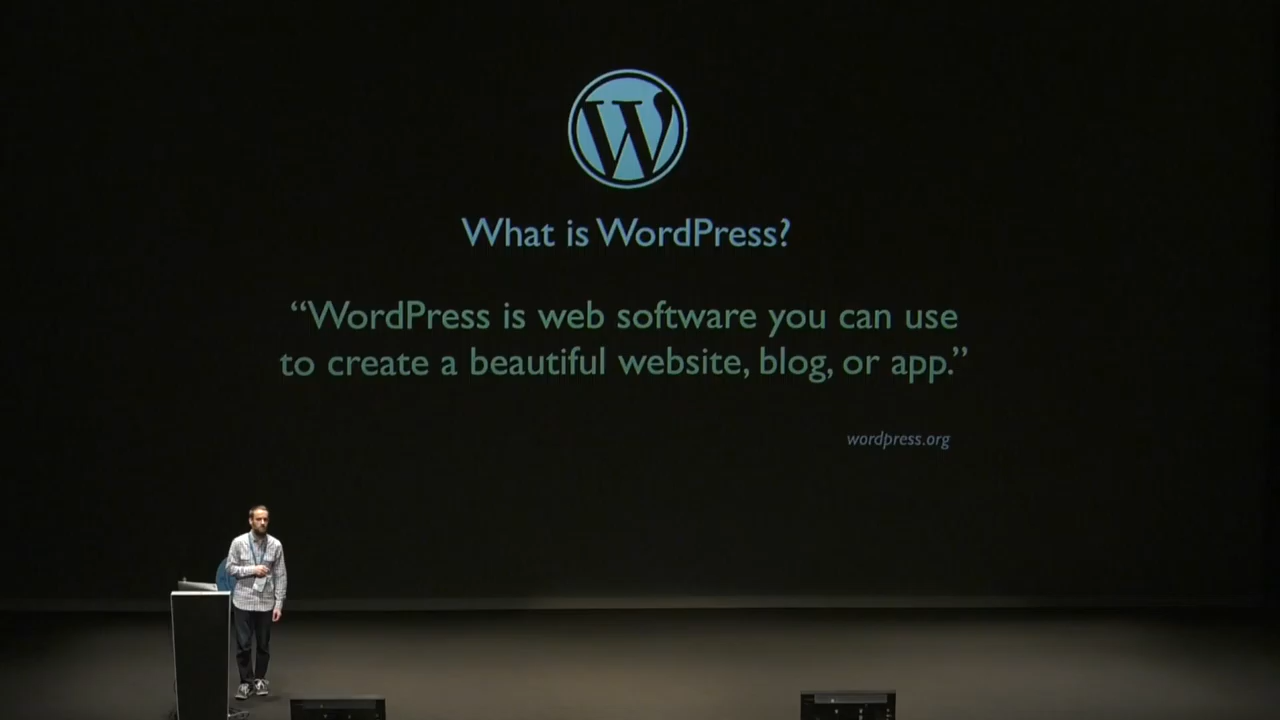 What is WordPress?
“WordPress is web software you can use
to create a beautiful website, blog, or app.”
wordpress.org